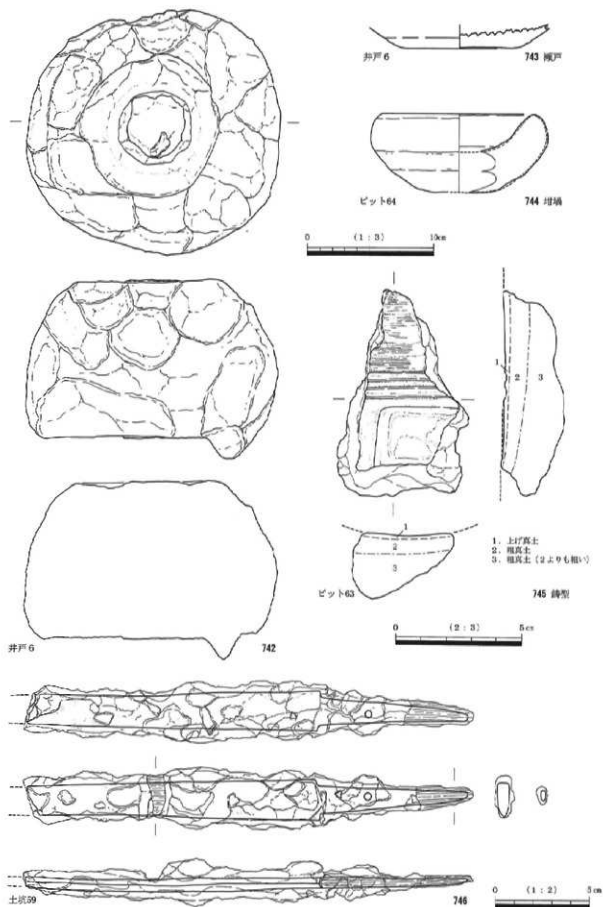 井戸6 743 瀬戸
ピット64 744 坩堝
0 (1:3) 10cm
1
2
3
1
2
3
1. 上げ真土
2. 粗真土
3. 粗真土(2よりも粗い)
ピット63 745 鋳型
0 (2:3) 5cm
井戸6 742
土坑59 746
0 (1:2) 5cm